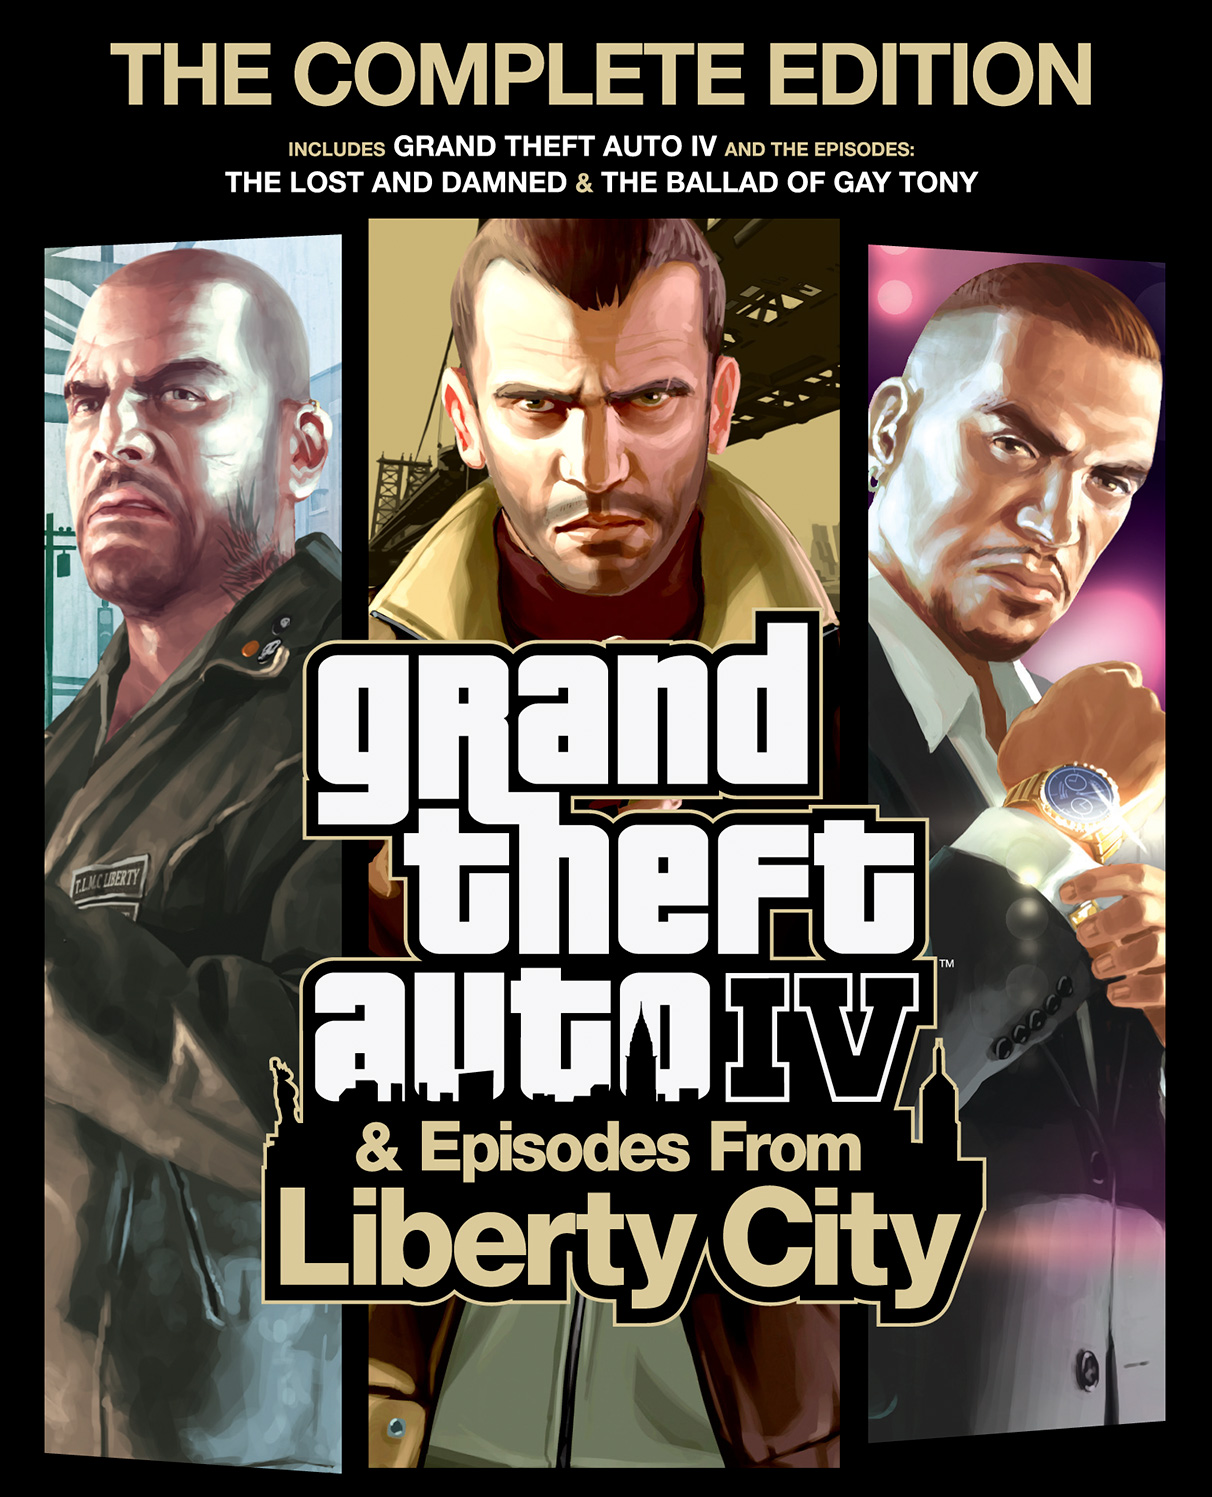 THE COMPLETE EDITION
INCLUDES GRAND THEFT AUTO IV AND THE EPISODES:
THE LOST AND DAMNED & THE BALLAD OF GAY TONY
grand
theft
™
auto IV
& Episodes From
Liberty City
T.L.M.C LIBERTY